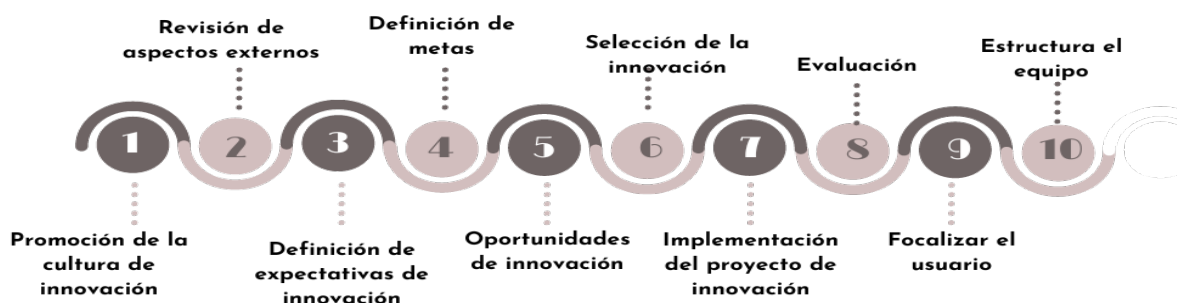 Revisión de
aspectos externos
Definición de
metas
Selección de la
innovación
Evaluación
Estructura el
equipo
1
2
3
4
5
6
7
8
9
10
Promoción de la
cultura de
innovación
Definición de
expectativas de
innovación
Oportunidades
de innovación
Implementación
del proyecto de
innovación
Focalizar el
usuario